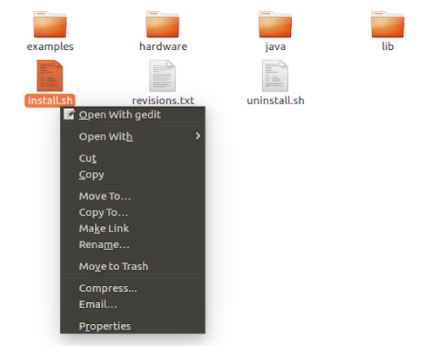 examples hardware java lib
install.sh revisions.txt uninstall.sh
Open With gedit
Open With
Cut
Copy
Move To...
Copy To...
Make Link
Rename...
Move to Trash
Compress...
Email...
Properties